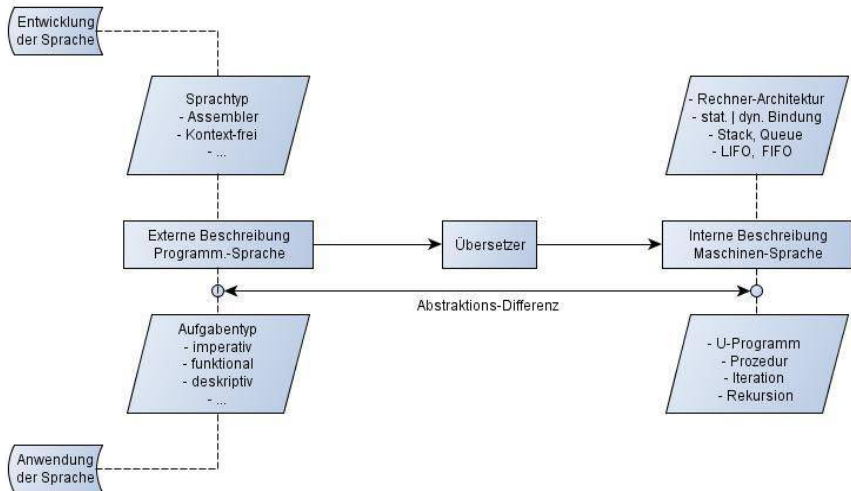 Entwicklung
der Sprache
Sprachtyp
- Assembler
- Kontext-frei
- ...
- Rechner-Architektur
- stat. | dyn. Bindung
- Stack, Queue
- LIFO, FIFO
Externe Beschreibung
Programm.-Sprache
Übersetzer
Interne Beschreibung
Maschinen-Sprache
Abstraktions-Differenz
Aufgabentyp
- imperativ
- funktional
- deskriptiv
- ...
- U-Programm
- Prozedur
- Iteration
- Rekursion
Anwendung
der Sprache